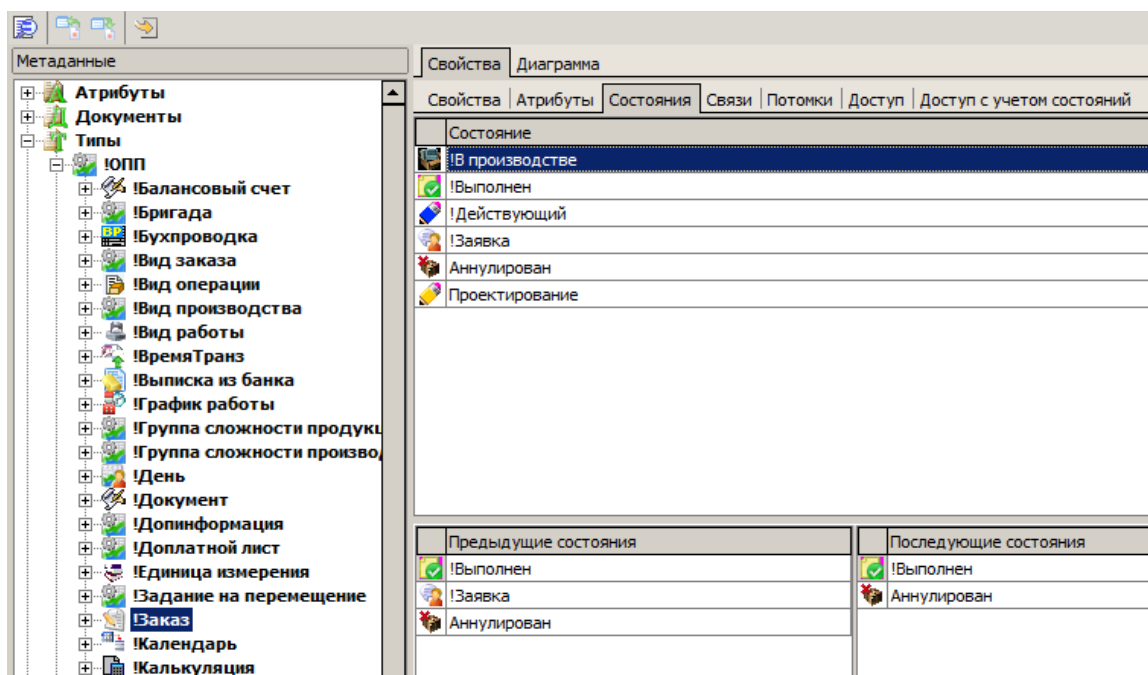 Метаданные
Атрибуты
Документы
Типы
!ОПП
!Балансовый счет
!Бригада
!Бухпроводка
!Вид заказа
!Вид операции
!Вид производства
!Вид работы
!ВремяТранз
!Выписка из банка
!График работы
!Группа сложности продукц
!Группа сложности произво
!День
!Документ
!Допинформация
!Доплатной лист
!Единица измерения
!Задание на перемещение
!Заказ
!Календарь
!Калькуляция
Свойства Диаграмма
Свойства Атрибуты Состояния Связи Потомки Доступ Доступ с учетом состояний
Состояние
!В производстве
!Выполнен
!Действующий
!Заявка
Аннулирован
Проектирование
Предыдущие состояния
!Выполнен
!Заявка
Аннулирован
Последующие состояния
!Выполнен
Аннулирован